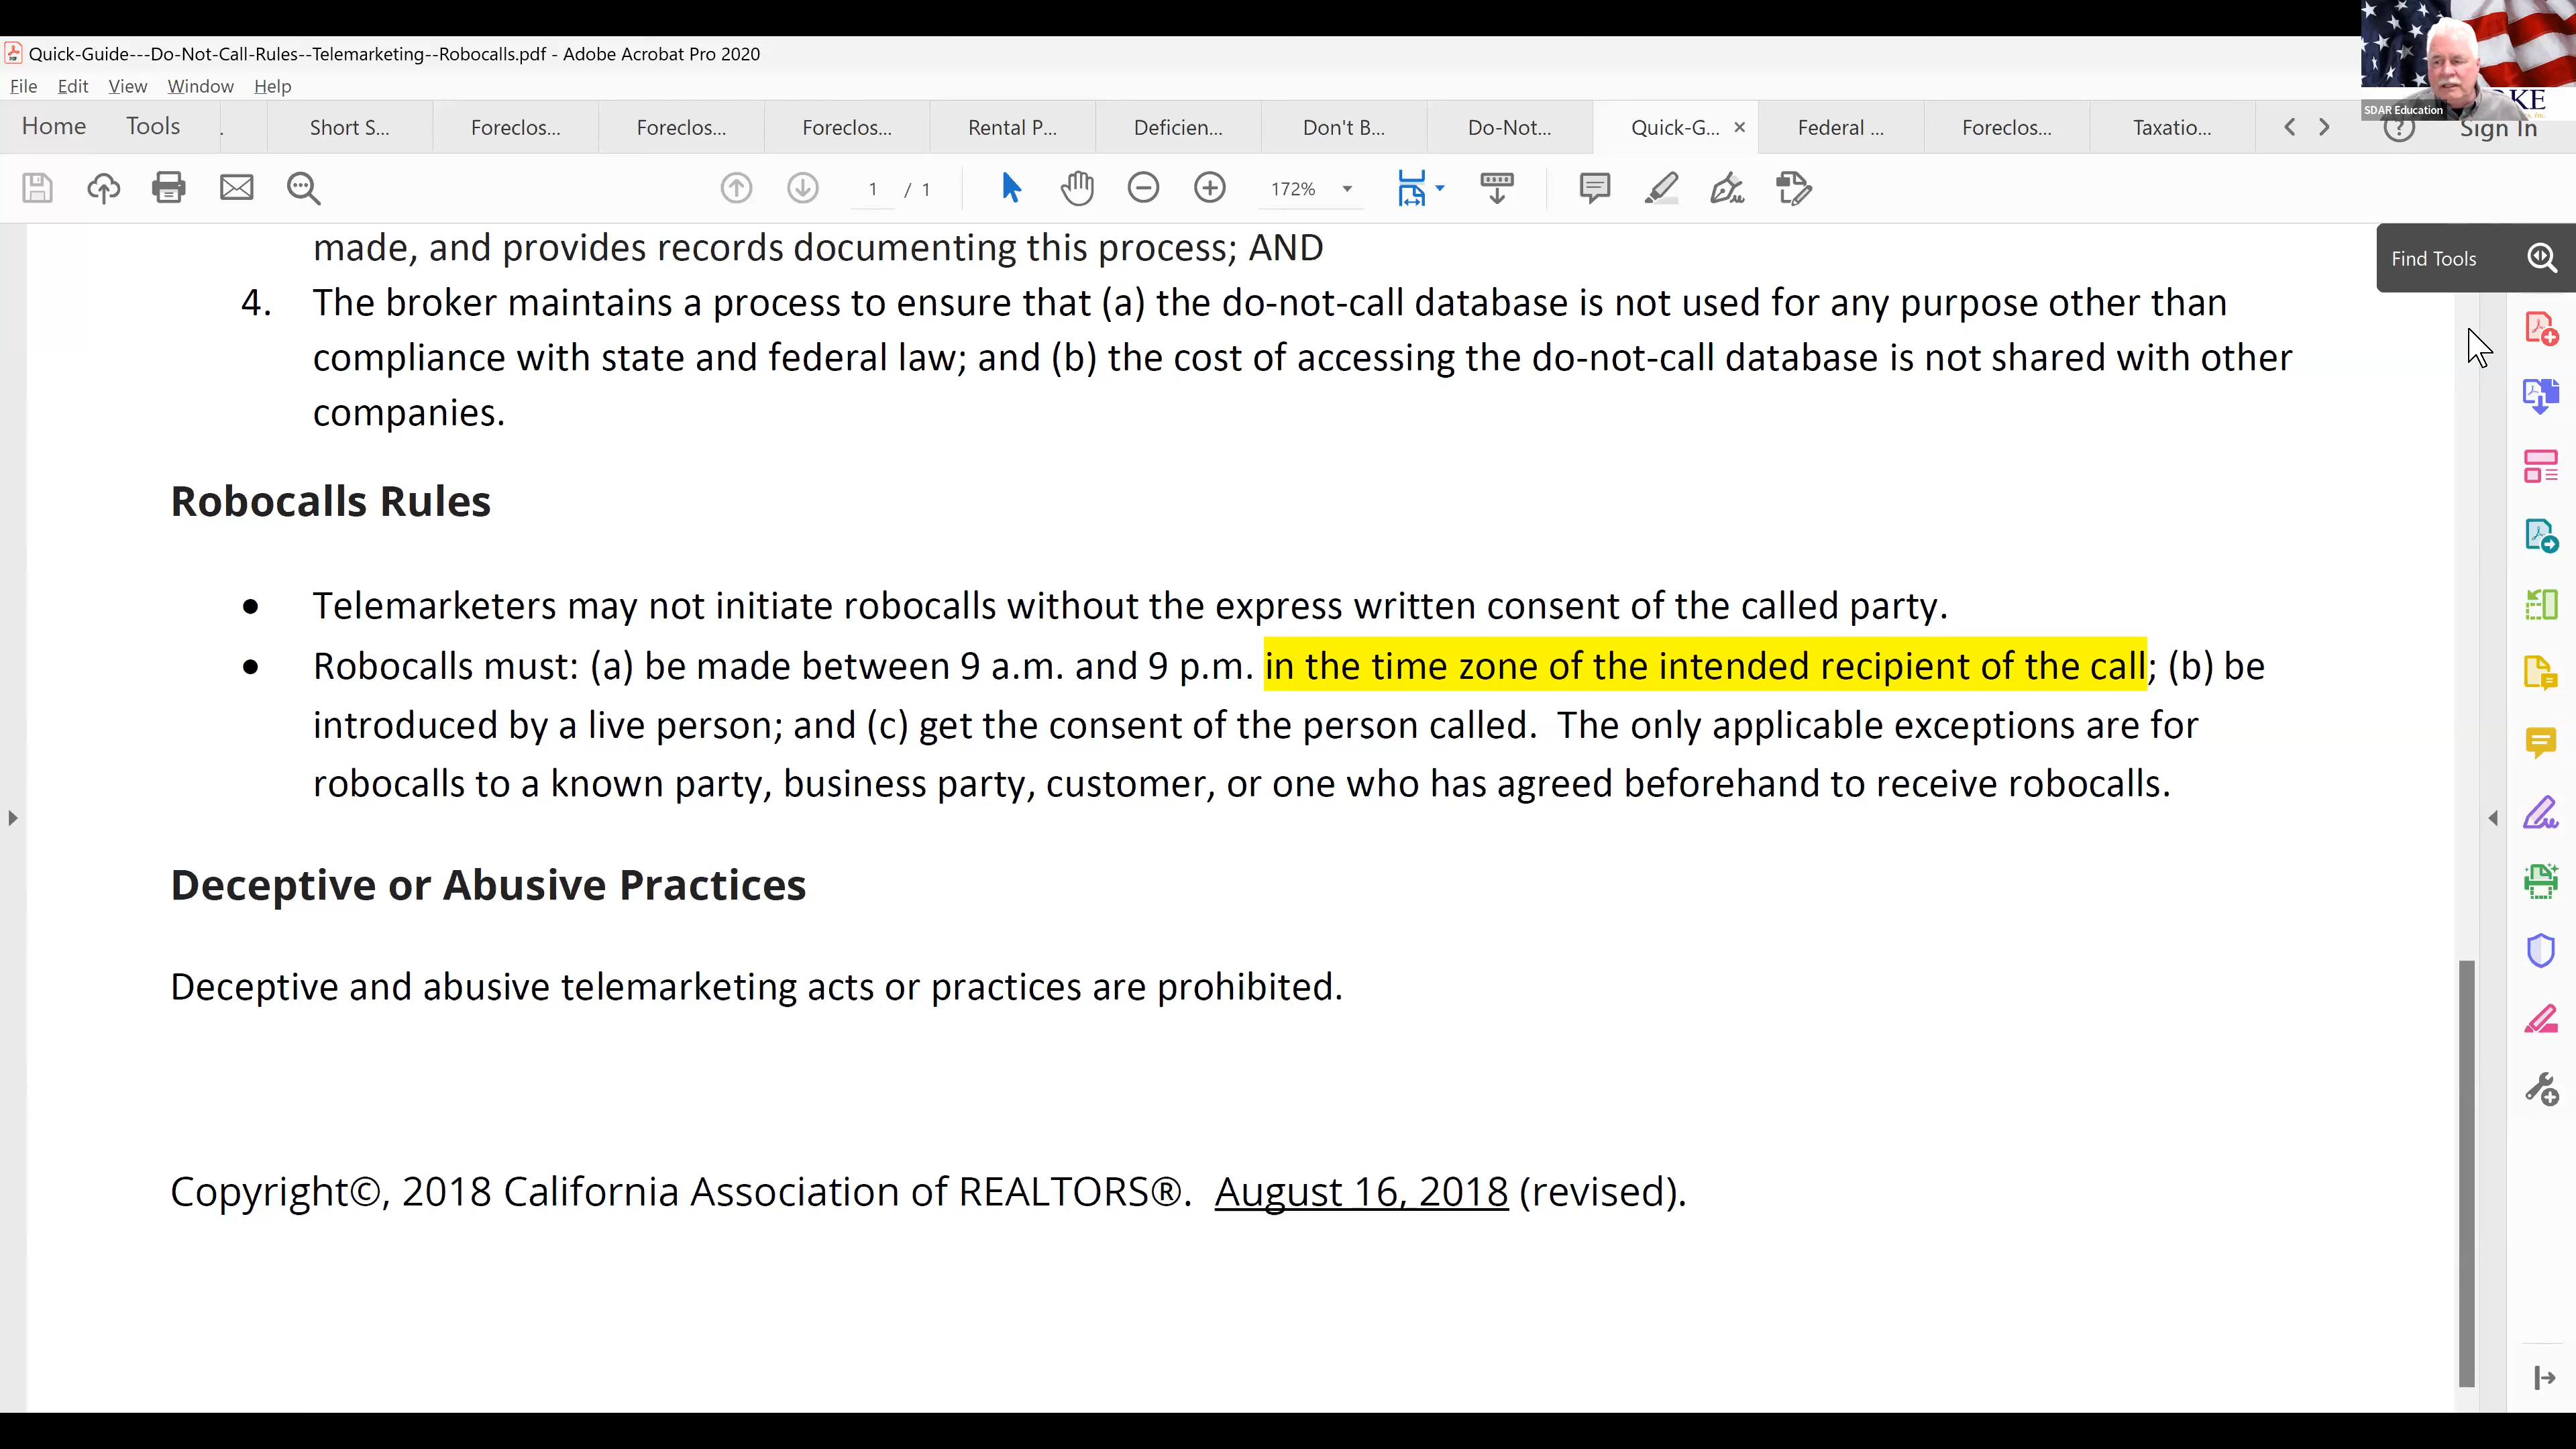 Quick-Guide---Do-Not-Call-Rules--Telemarketing--Robocalls.pdf - Adobe Acrobat Pro 2020
File Edit View Window Help
SDAR Education
Home Tools . Short S... Foreclos... Foreclos... Foreclos... Rental P... Deficien... Don't B... Do-Not... Quick-G... × Federal ... Foreclos... Taxatio... Sign In
1 / 1 172%
Find Tools
made, and provides records documenting this process; AND
4. The broker maintains a process to ensure that (a) the do-not-call database is not used for any purpose other than
compliance with state and federal law; and (b) the cost of accessing the do-not-call database is not shared with other
companies.
Robocalls Rules
• Telemarketers may not initiate robocalls without the express written consent of the called party.
• Robocalls must: (a) be made between 9 a.m. and 9 p.m. in the time zone of the intended recipient of the call; (b) be
introduced by a live person; and (c) get the consent of the person called. The only applicable exceptions are for
robocalls to a known party, business party, customer, or one who has agreed beforehand to receive robocalls.
Deceptive or Abusive Practices
Deceptive and abusive telemarketing acts or practices are prohibited.
Copyright©, 2018 California Association of REALTORS®. August 16, 2018 (revised).